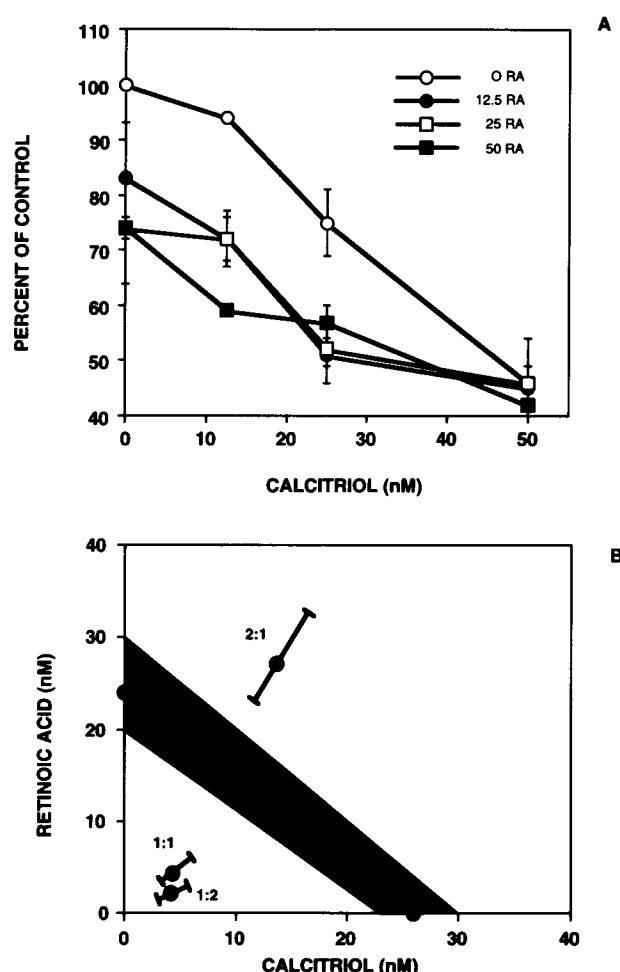 A
110
100
90
80
70
60
50
40
PERCENT OF CONTROL
O RA
12.5 RA
25 RA
50 RA
0 10 20 30 40 50
CALCITRIOL (nM)
B
40
30
20
10
0
RETINOIC ACID (nM)
2:1
1:1
1:2
0 10 20 30 40
CALCITRIOL (nM)